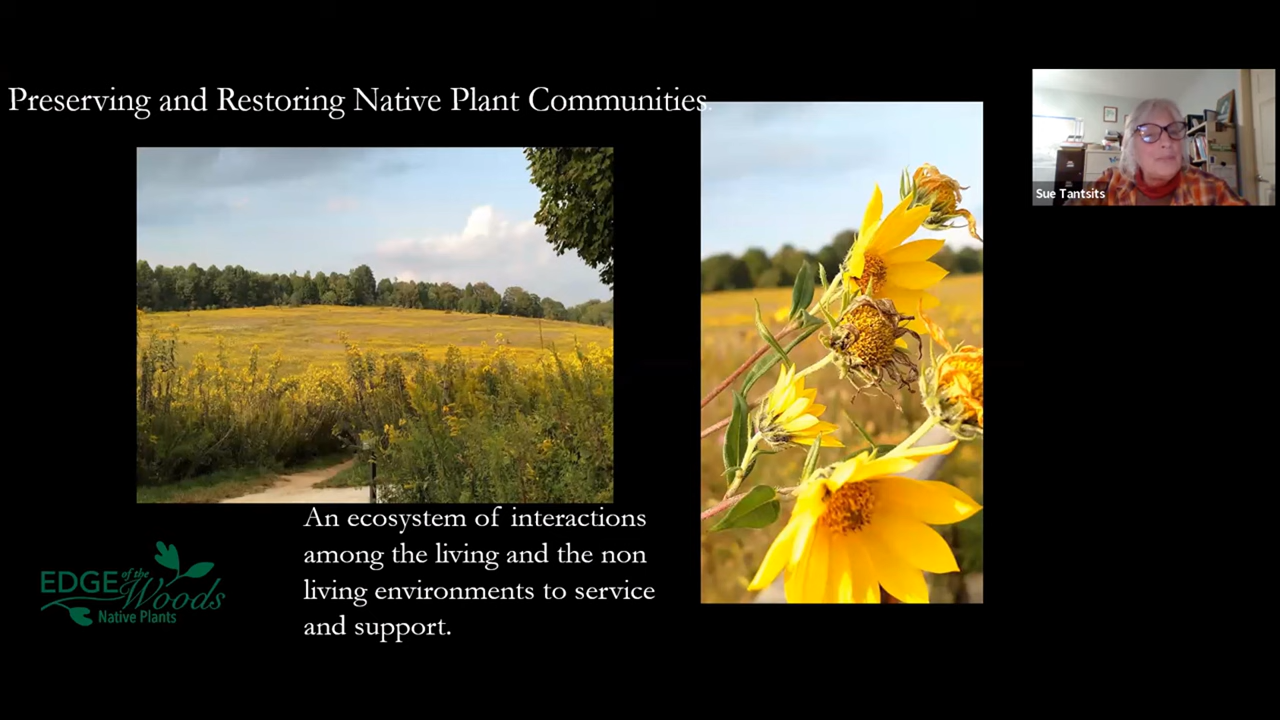 Preserving and Restoring Native Plant Communities.
Sue Tantsits
An ecosystem of interactions
among the living and the non
living environments to service
and support.
EDGE of the
Woods
Native Plants